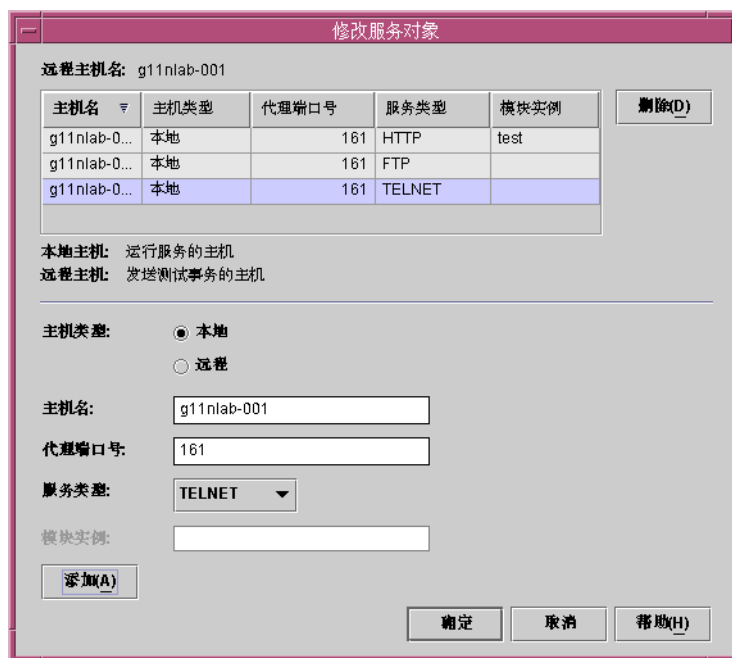 修改服务对象
远程主机名: g11nlab-001
主机名 主机类型 代理端口号 服务类型 模块实例 删除(D)
g11nlab-0... 本地 161 HTTP test
g11nlab-0... 本地 161 FTP
g11nlab-0... 本地 161 TELNET
本地主机: 运行服务的主机
远程主机: 发送测试事务的主机
主机类型: 本地
远程
主机名: g11nlab-001
代理端口号: 161
服务类型: TELNET
模块实例:
添加(A)
确定 取消 帮助(H)